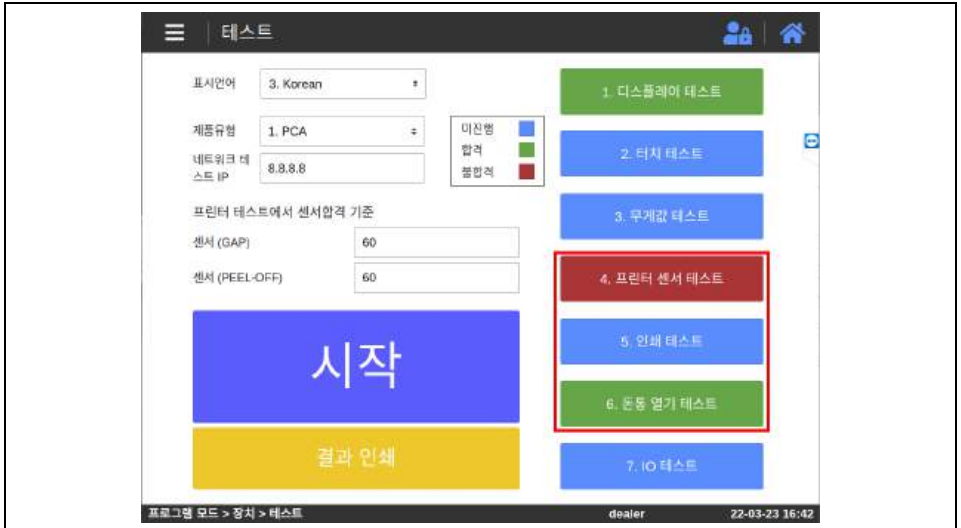 테스트
표시언어
3. Korean
제품유형
1. PCA
네트워크 테
스트 IP
8.8.8.8
미진행
합격
불합격
프린터 테스트에서 센서합격 기준
센서 (GAP)
60
센서 (PEEL-OFF)
60
시작
결과 인쇄
1. 디스플레이 테스트
2. 터치 테스트
3. 무게값 테스트
4. 프린터 센서 테스트
5. 인쇄 테스트
6. 돈통 열기 테스트
7. IO 테스트
프로그램 모드 > 장치 > 테스트
dealer
22-03-23 16:42